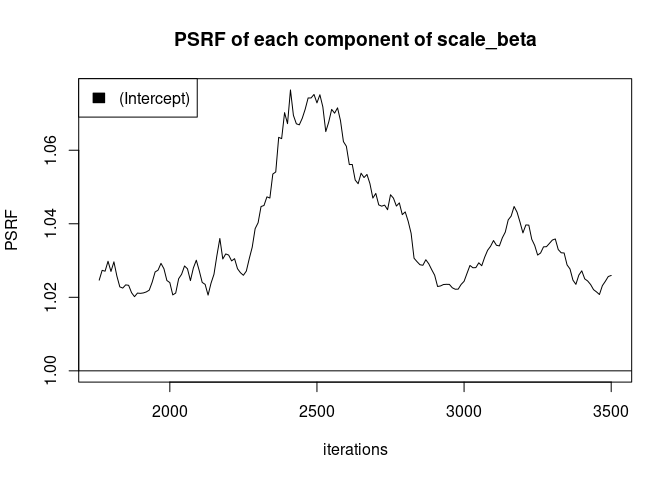 PSRF of each component of scale_beta
(Intercept)
PSRF
1.06
1.04
1.02
1.00
2000 2500 3000 3500
iterations